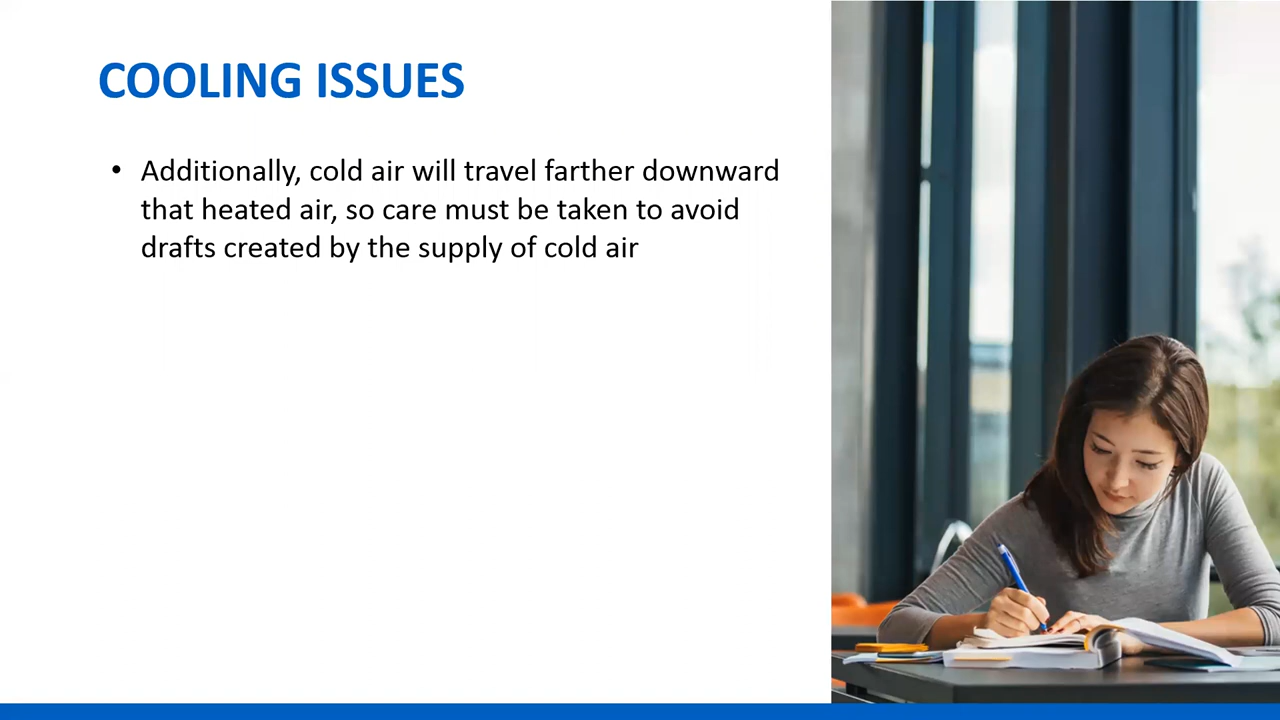 COOLING ISSUES
• Additionally, cold air will travel farther downward
that heated air, so care must be taken to avoid
drafts created by the supply of cold air